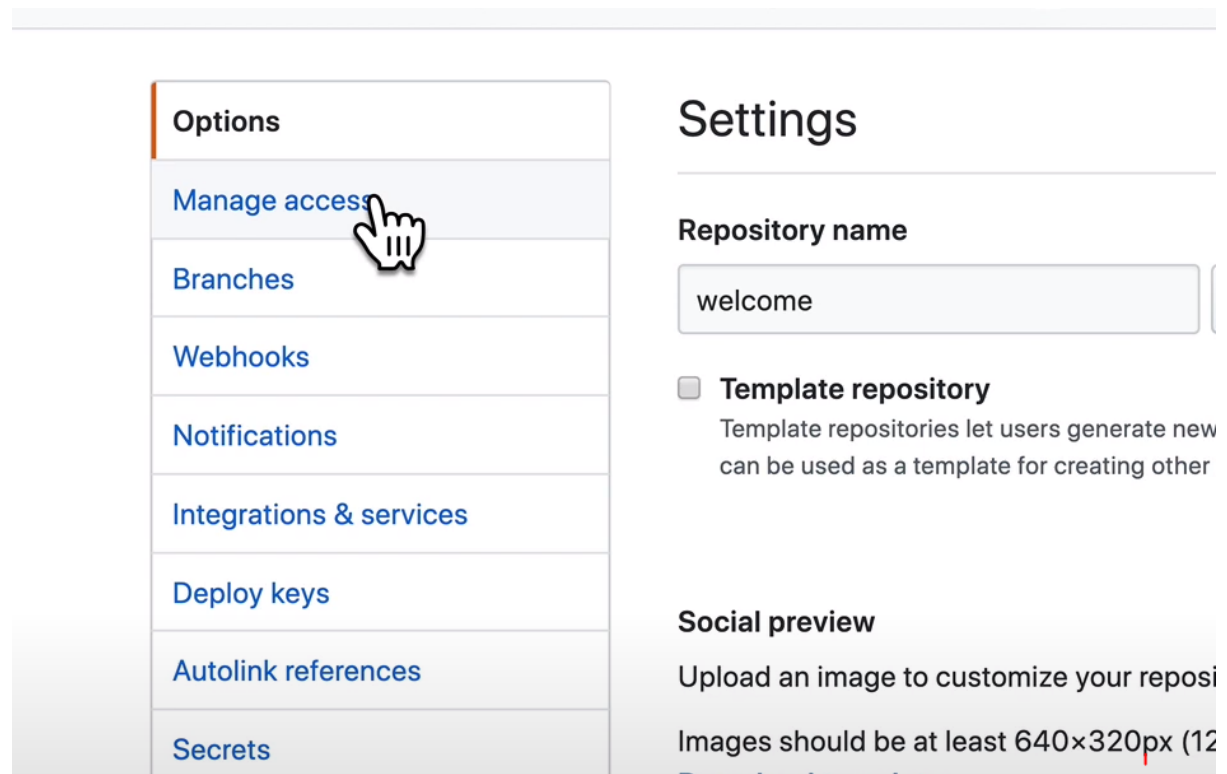 Options
Manage access
Branches
Webhooks
Notifications
Integrations & services
Deploy keys
Autolink references
Secrets
Settings
Repository name
welcome
Template repository
Template repositories let users generate new
can be used as a template for creating other
Social preview
Upload an image to customize your reposi
Images should be at least 640×320px (12